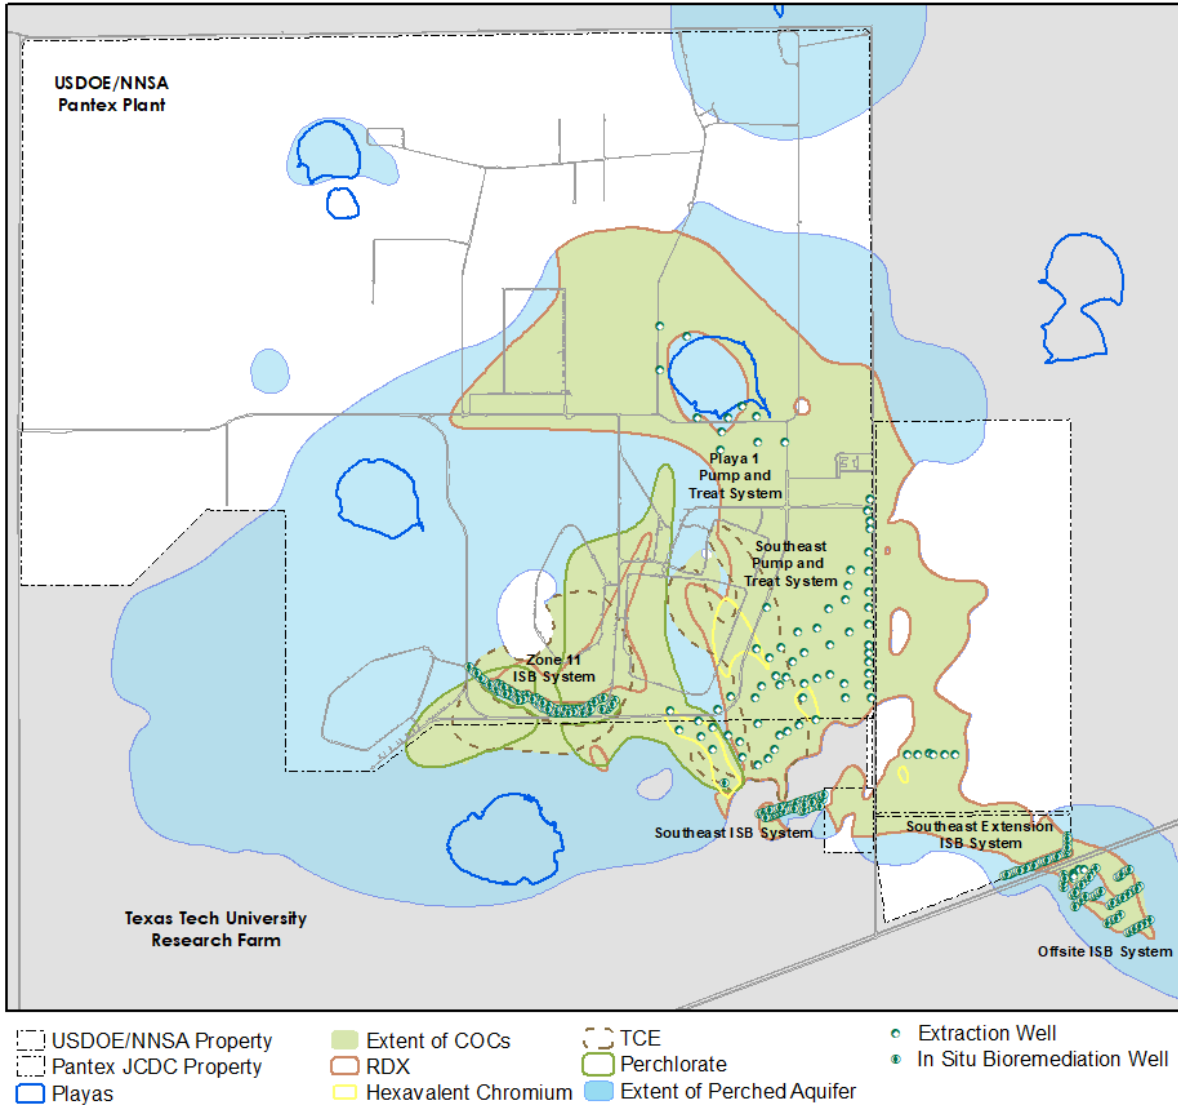 USDOE/NNSA
Pantex Plant
Playa 1
Pump and
Treat System
Southeast
Pump and
Treat System
Zone 11
ISB System
Southeast ISB System
Southeast Extension
ISB System
Texas Tech University
Research Farm
Offsite ISB System
USDOE/NNSA Property
Pantex JCDC Property
Playas
Extent of COCs
RDX
Hexavalent Chromium
TCE
Perchlorate
Extent of Perched Aquifer
Extraction Well
In Situ Bioremediation Well